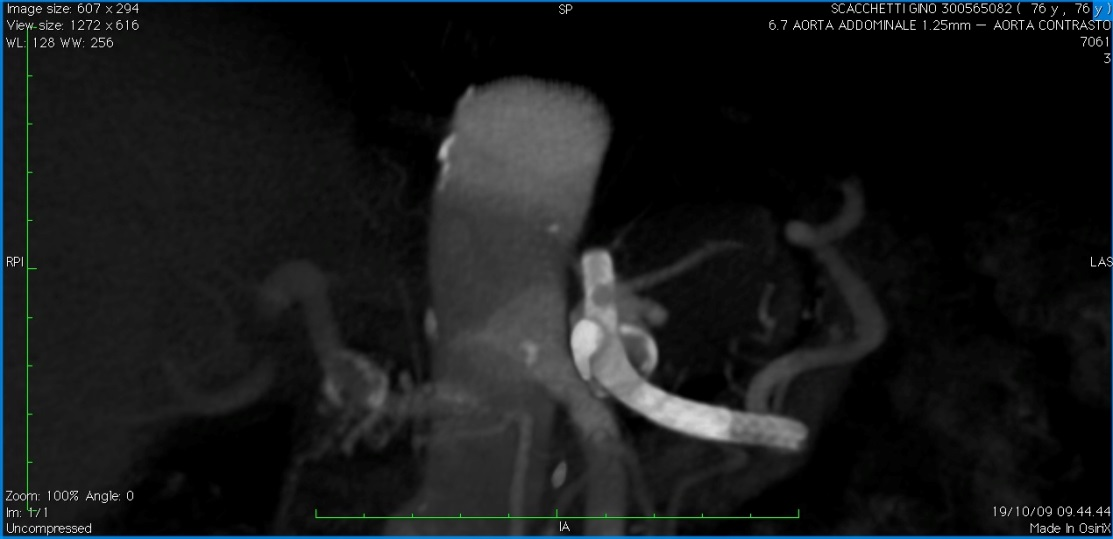 Image size: 607 x 294
View size: 1272 x 616
WL: 128 WW: 256
SP
SCACCHETTI GINO 300565082 ( 76 y , 76 y )
6.7 AORTA ADDOMINALE 1.25mm — AORTA CONTRASTO
7061
3
RPI
LAS
Zoom: 100% Angle: 0
Im: 1/1
Uncompressed
IA
19/10/09 09.44.44
Made In OsiriX